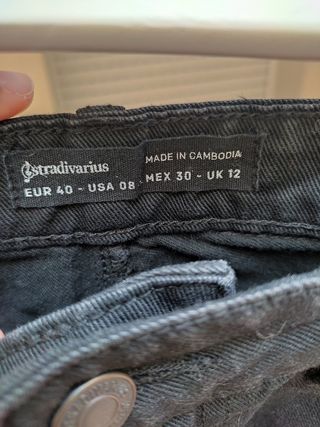 stradivarius
EUR 40 - USA 08
MADE IN CAMBODIA
MEX 30 - UK 12